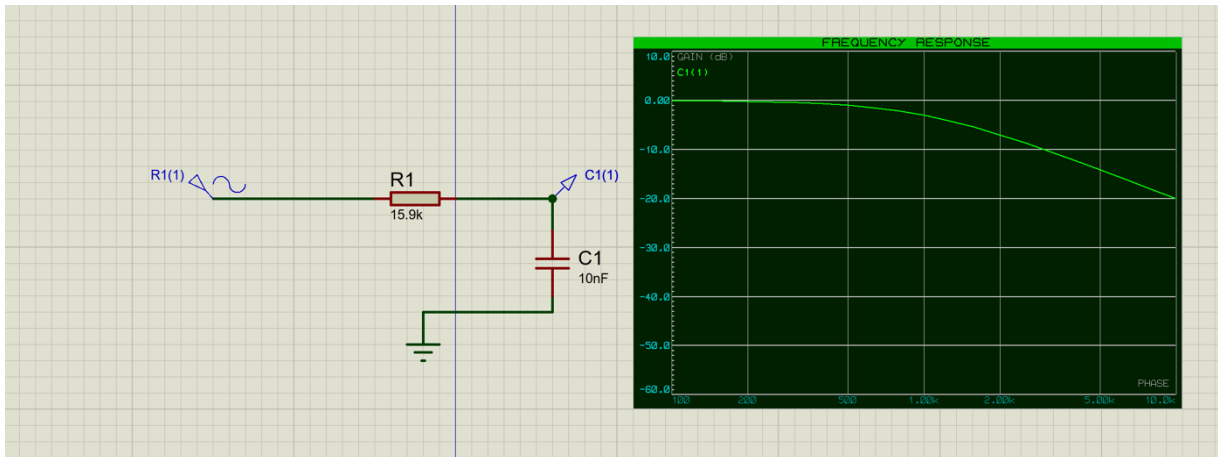 R1(1)
R1
15.9k
C1(1)
C1
10nF
FREQUENCY RESPONSE
10.0
GAIN (dB)
C1(1)
0.00
-10.0
-20.0
-30.0
-40.0
-50.0
-60.0
PHASE
100 200 500 1.00k 2.00k 5.00k 10.0k